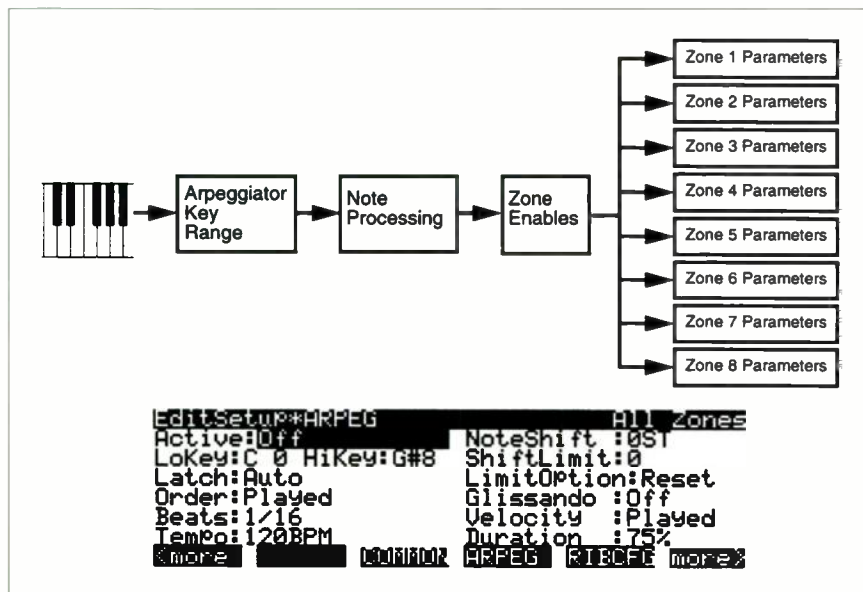 Zone 1 Parameters
Zone 2 Parameters
Zone 3 Parameters
Zone 4 Parameters
Zone 5 Parameters
Zone 6 Parameters
Zone 7 Parameters
Zone 8 Parameters
Arpeggiator
Key
Range
Note
Processing
Zone
Enables
EditSetup*ARPEG All Zones
Active:Off NoteShift :0ST
LoKey:C 0 HiKey:G#8 ShiftLimit:0
Latch:Auto LimitOption:Reset
Order:Played Glissando :Off
Beats:1/16 Velocity :Played
Tempo:120BPM Duration :75%
<more ARPEG RIBCFG more>